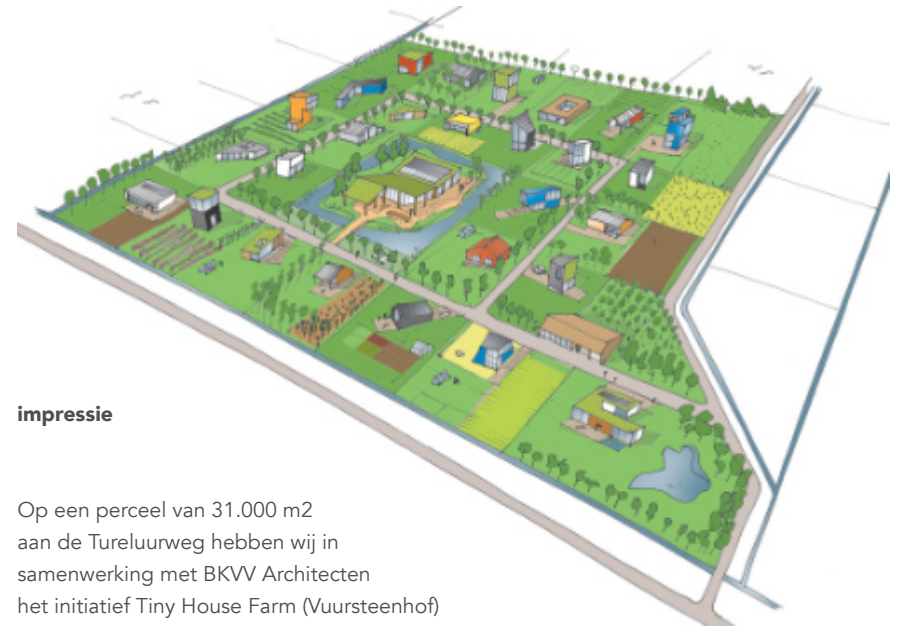 impressie
Op een perceel van 31.000 m2
aan de Tureluurweg hebben wij in
samenwerking met BKVV Architecten
het initiatief Tiny House Farm (Vuursteenhof)